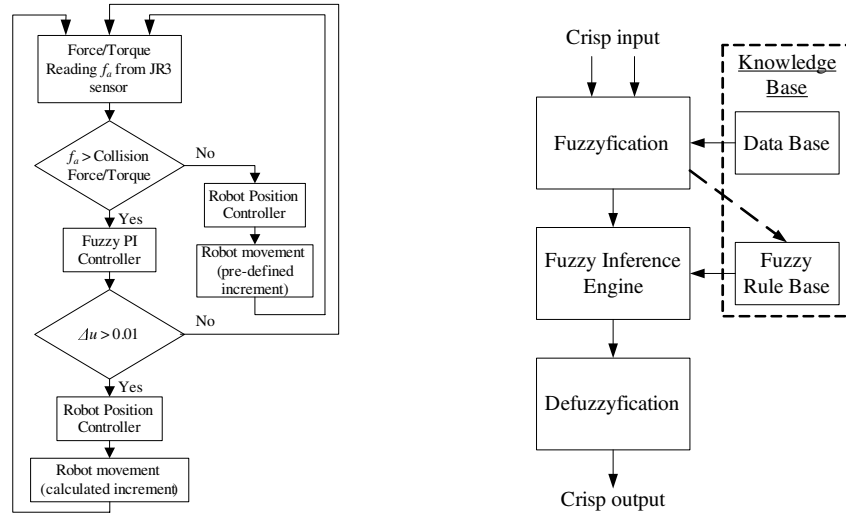 Force/Torque
Reading fa from JR3
sensor
fa > Collision
Force/Torque
No
Yes
Robot Position
Controller
Fuzzy PI
Controller
Robot movement
(pre-defined
increment)
Δu > 0.01
No
Yes
Robot Position
Controller
Robot movement
(calculated increment)
Crisp input
Knowledge
Base
Fuzzyfication
Data Base
Fuzzy Inference
Engine
Fuzzy
Rule Base
Defuzzyfication
Crisp output